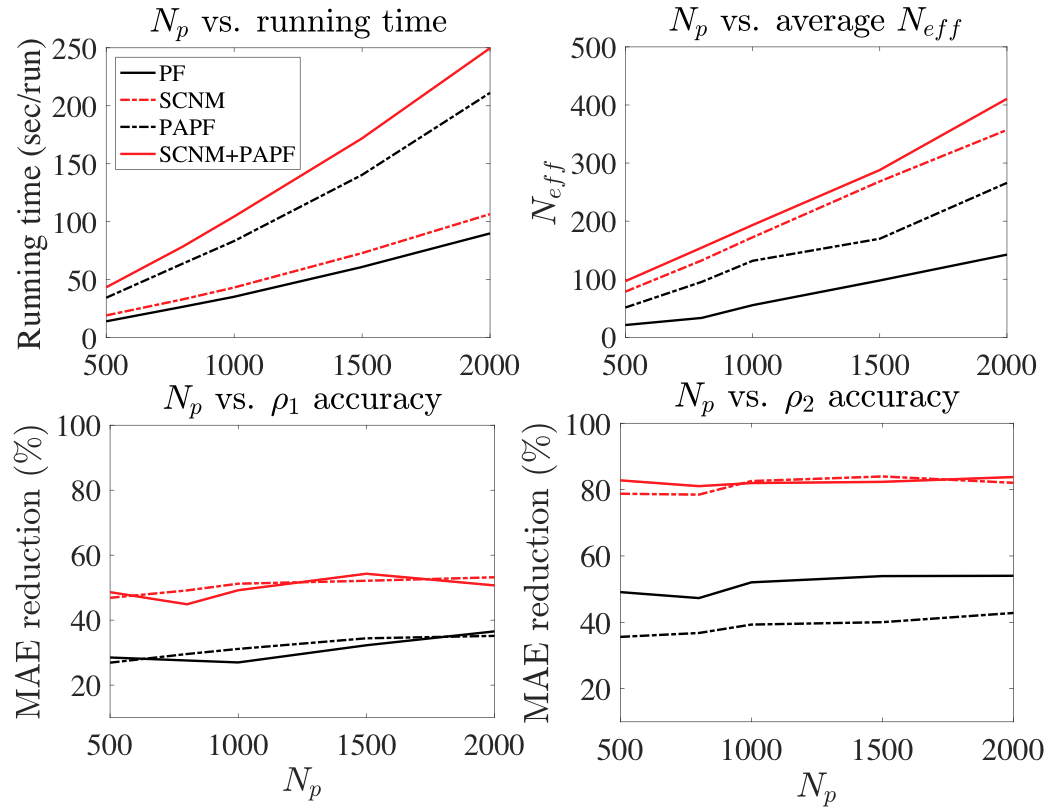 N_p vs. running time
Running time (sec/run)
250
200
150
100
50
0
PF
SCNM
PAPF
SCNM+PAPF
500 1000 1500 2000
N_p vs. average N_eff
N_eff
500
400
300
200
100
0
500 1000 1500 2000
N_p vs. ρ₁ accuracy
MAE reduction (%)
100
80
60
40
20
500 1000 1500 2000
N_p
N_p vs. ρ₂ accuracy
MAE reduction (%)
100
80
60
40
20
500 1000 1500 2000
N_p